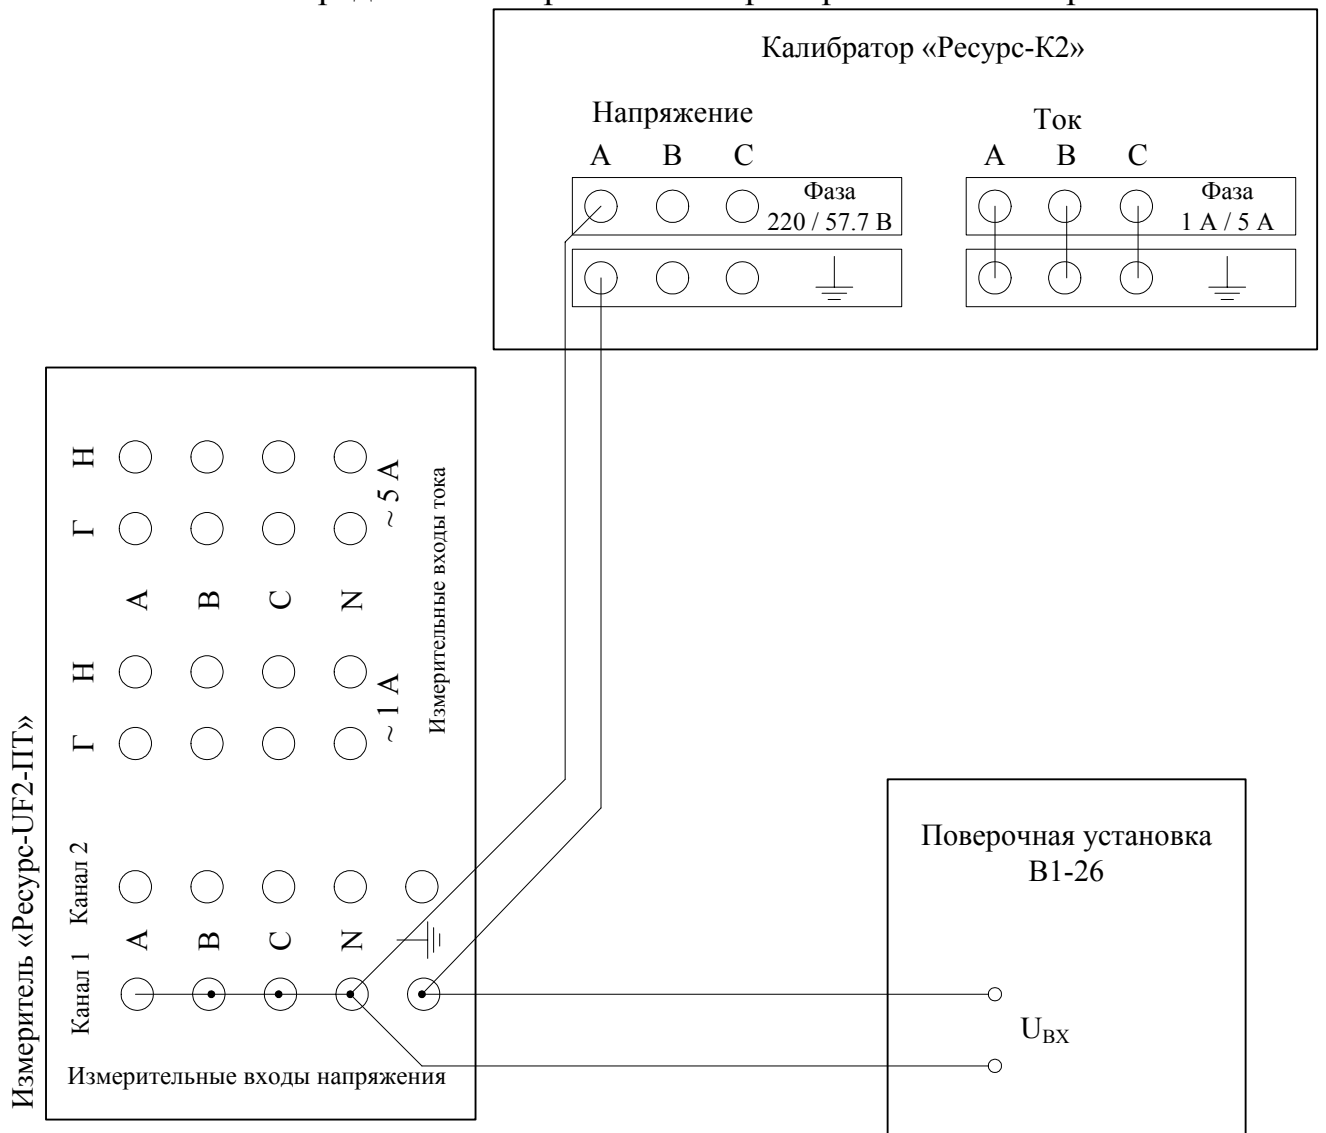 Калибратор «Ресурс-К2»
Напряжение
Ток
A B C
A B C
Фаза
220 / 57.7 В
Фаза
1 А / 5 А
Измеритель «Ресурс-UF2-ПТ»
Н
~ 5 А
Г
A B C N
Измерительные входы тока
Н
~ 1 А
Г
Канал 2
A B C N
Канал 1
Измерительные входы напряжения
Поверочная установка
В1-26
UВХ